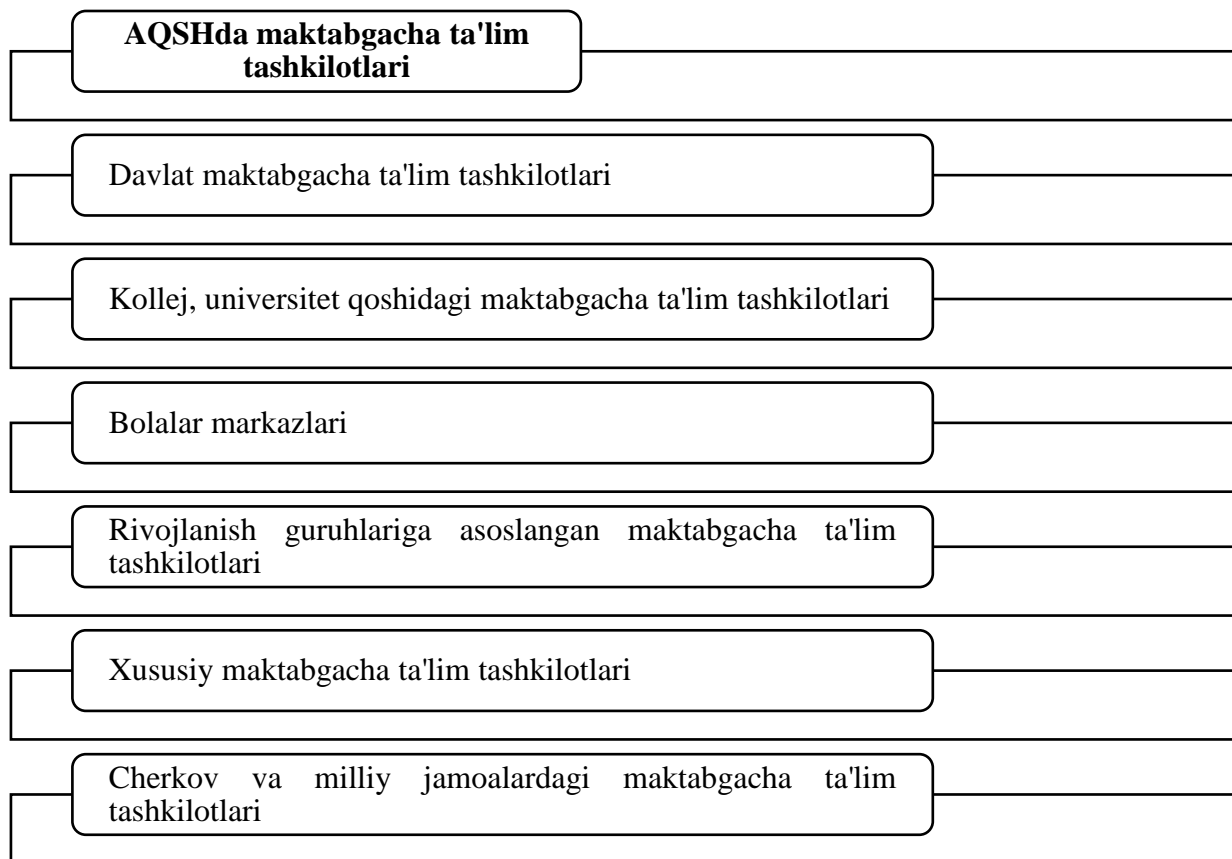 AQSHda maktabgacha ta'lim
tashkilotlari
Davlat maktabgacha ta'lim tashkilotlari
Kollej, universitet qoshidagi maktabgacha ta'lim tashkilotlari
Bolalar markazlari
Rivojlanish guruhlariga asoslangan maktabgacha ta'lim
tashkilotlari
Xususiy maktabgacha ta'lim tashkilotlari
Cherkov va milliy jamoalardagi maktabgacha ta'lim
tashkilotlari